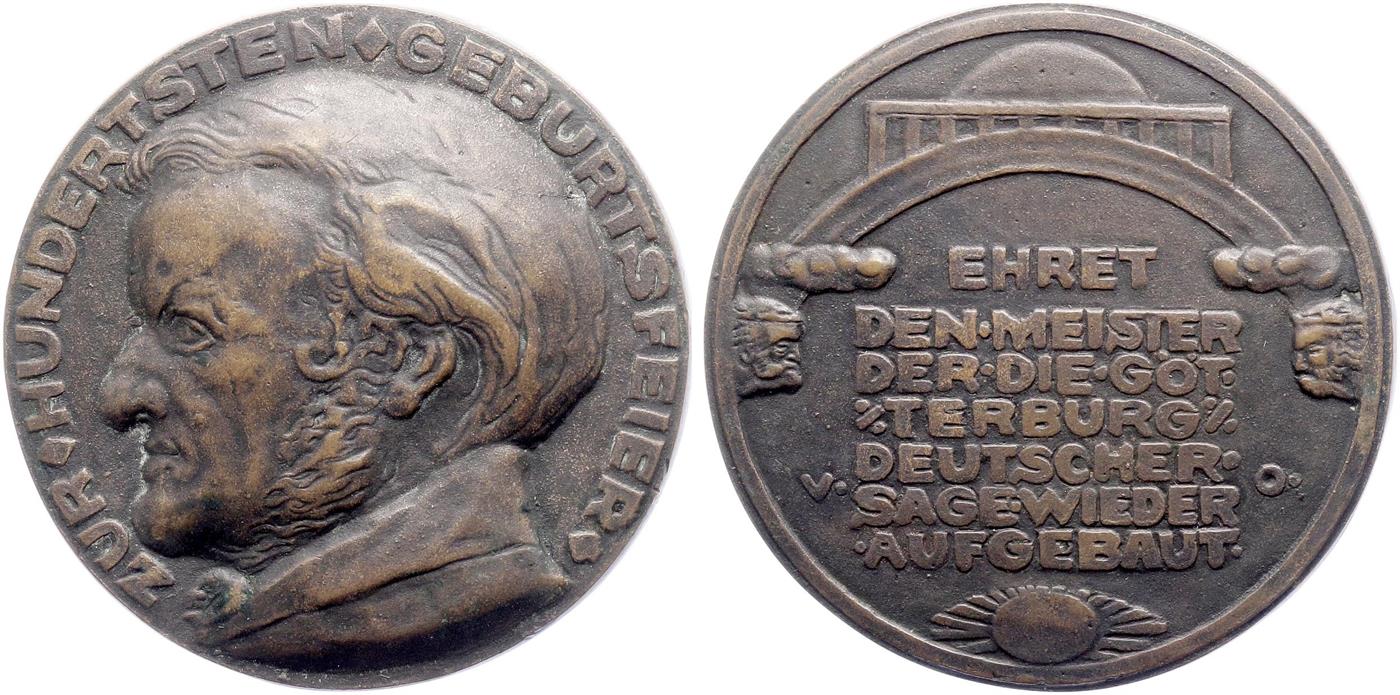 ZUR◆HUNDERTSTEN◆GEBURTSFEIER◆
EHRET
DEN·MEISTER
DER·DIE·GÖT:
·/.TERBURG·/.
DEUTSCHER·
V· SAGE·WIEDER O·
·AUFGEBAUT·